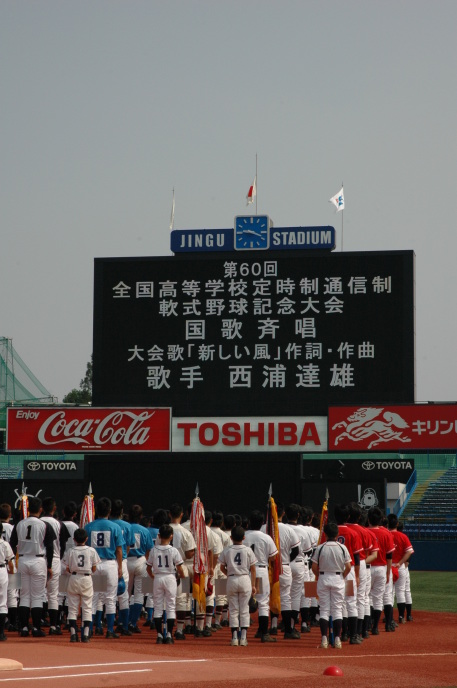 JINGU STADIUM
第60回
全国高等学校定時制通信制
軟式野球記念大会
国歌斉唱
大会歌「新しい風」作詞・作曲
歌手 西浦達雄
Enjoy
Coca-Cola
TOSHIBA
キリンビ
TOYOTA
TOYOTA
1
8
3
11
4